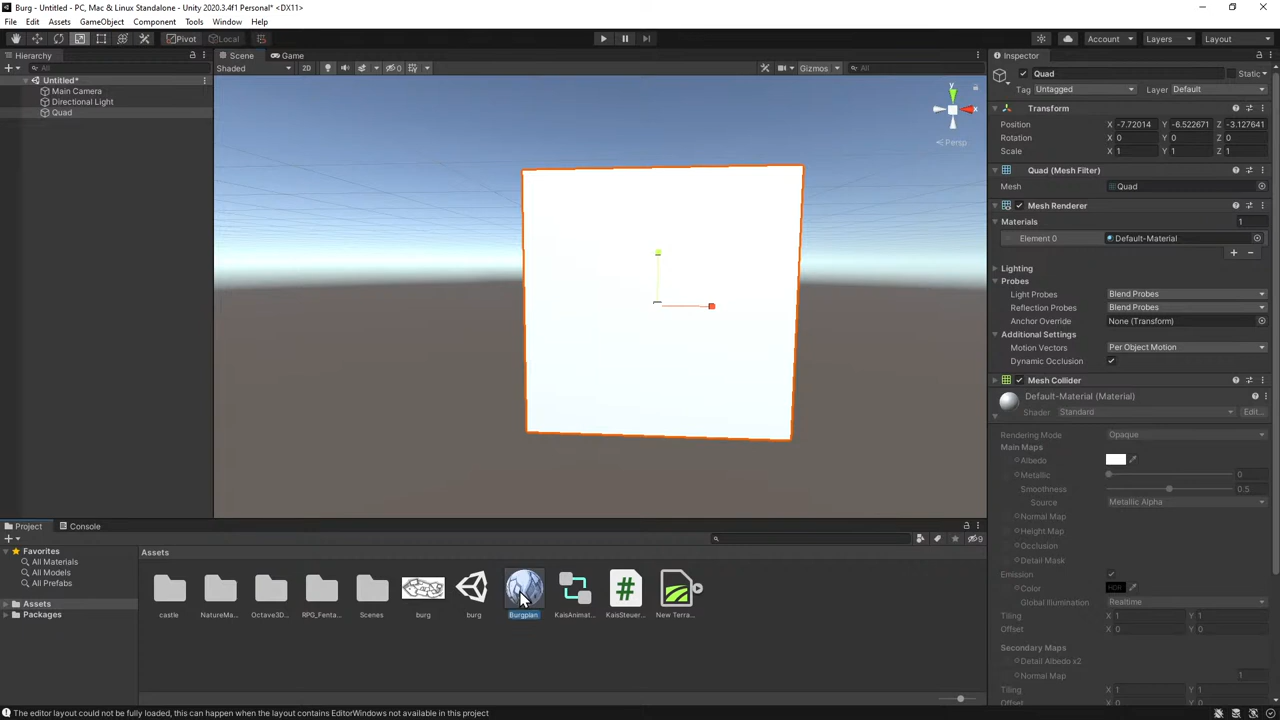 Burg - Untitled - PC, Mac & Linux Standalone - Unity 2020.3.4f1 Personal* <DX11>
File Edit Assets GameObject Component Tools Window Help
Pivot Local Account Layers Layout
Hierarchy Scene Game Inspector
All Shaded 2D 0 Gizmos All Quad Static
Untitled* Tag Untagged Layer Default
Main Camera
Directional Light
Quad
y
x
Persp
Transform
Position X -7.72014 Y -6.522671 Z -3.127641
Rotation X 0 Y 0 Z 0
Scale X 1 Y 1 Z 1
Quad (Mesh Filter)
Mesh Quad
Mesh Renderer
Materials 1
Element 0 Default-Material
Lighting
Probes
Light Probes Blend Probes
Reflection Probes Blend Probes
Anchor Override None (Transform)
Additional Settings
Motion Vectors Per Object Motion
Dynamic Occlusion
Mesh Collider
Default-Material (Material)
Shader Standard Edit...
Rendering Mode Opaque
Main Maps
Albedo
Metallic 0
Smoothness 0.5
Source Metallic Alpha
Normal Map
Height Map
Occlusion
Detail Mask
Emission
Color HDR
Global Illumination Realtime
Tiling X 1 Y 1
Offset X 0 Y 0
Secondary Maps
Detail Albedo x2
Normal Map 1
Tiling X 1 Y 1
Offset X 0 Y 0
Project Console
9
Favorites
All Materials
All Models
All Prefabs
Assets
Packages
Assets
castle NatureMa... Octave3D... RPG_Fenta... Scenes burg burg Burgplan KaisAnimat... KaisSteuer... New Terra...
The editor layout could not be fully loaded, this can happen when the layout contains EditorWindows not available in this project